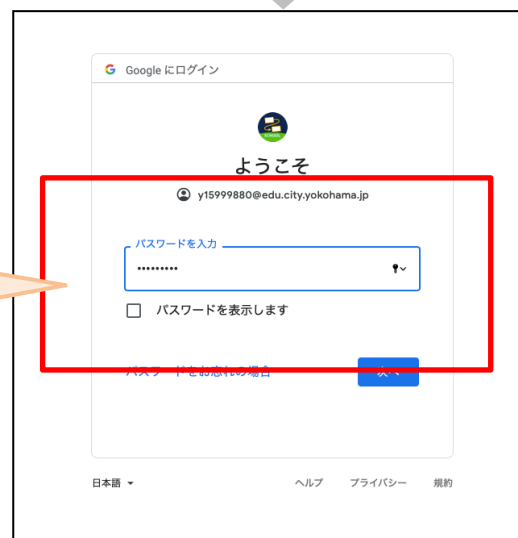 Google にログイン
ようこそ
y15999880@edu.city.yokohama.jp
パスワードを入力
•••••••••
パスワードを表示します
パスワードをお忘れの場合
次へ
日本語
ヘルプ プライバシー 規約